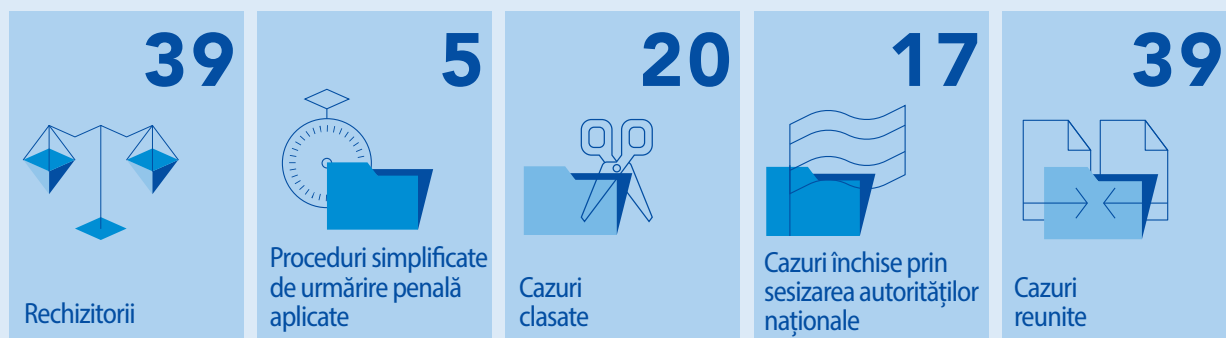 39
Rechizitorii
5
Proceduri simplificate
de urmărire penală
aplicate
20
Cazuri
clasate
17
Cazuri închise prin
sesizarea autorităților
naționale
39
Cazuri
reunite